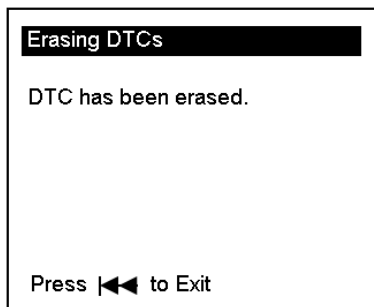 Erasing DTCs
DTC has been erased.
Press |◀◀ to Exit